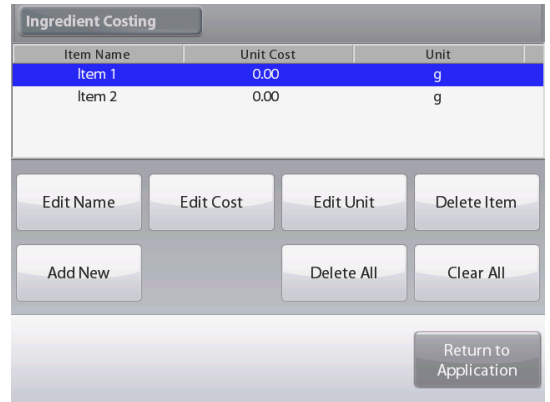 Ingredient Costing
Item Name Unit Cost Unit
Item 1 0.00 g
Item 2 0.00 g
Edit Name Edit Cost Edit Unit Delete Item
Add New Delete All Clear All
Return to
Application